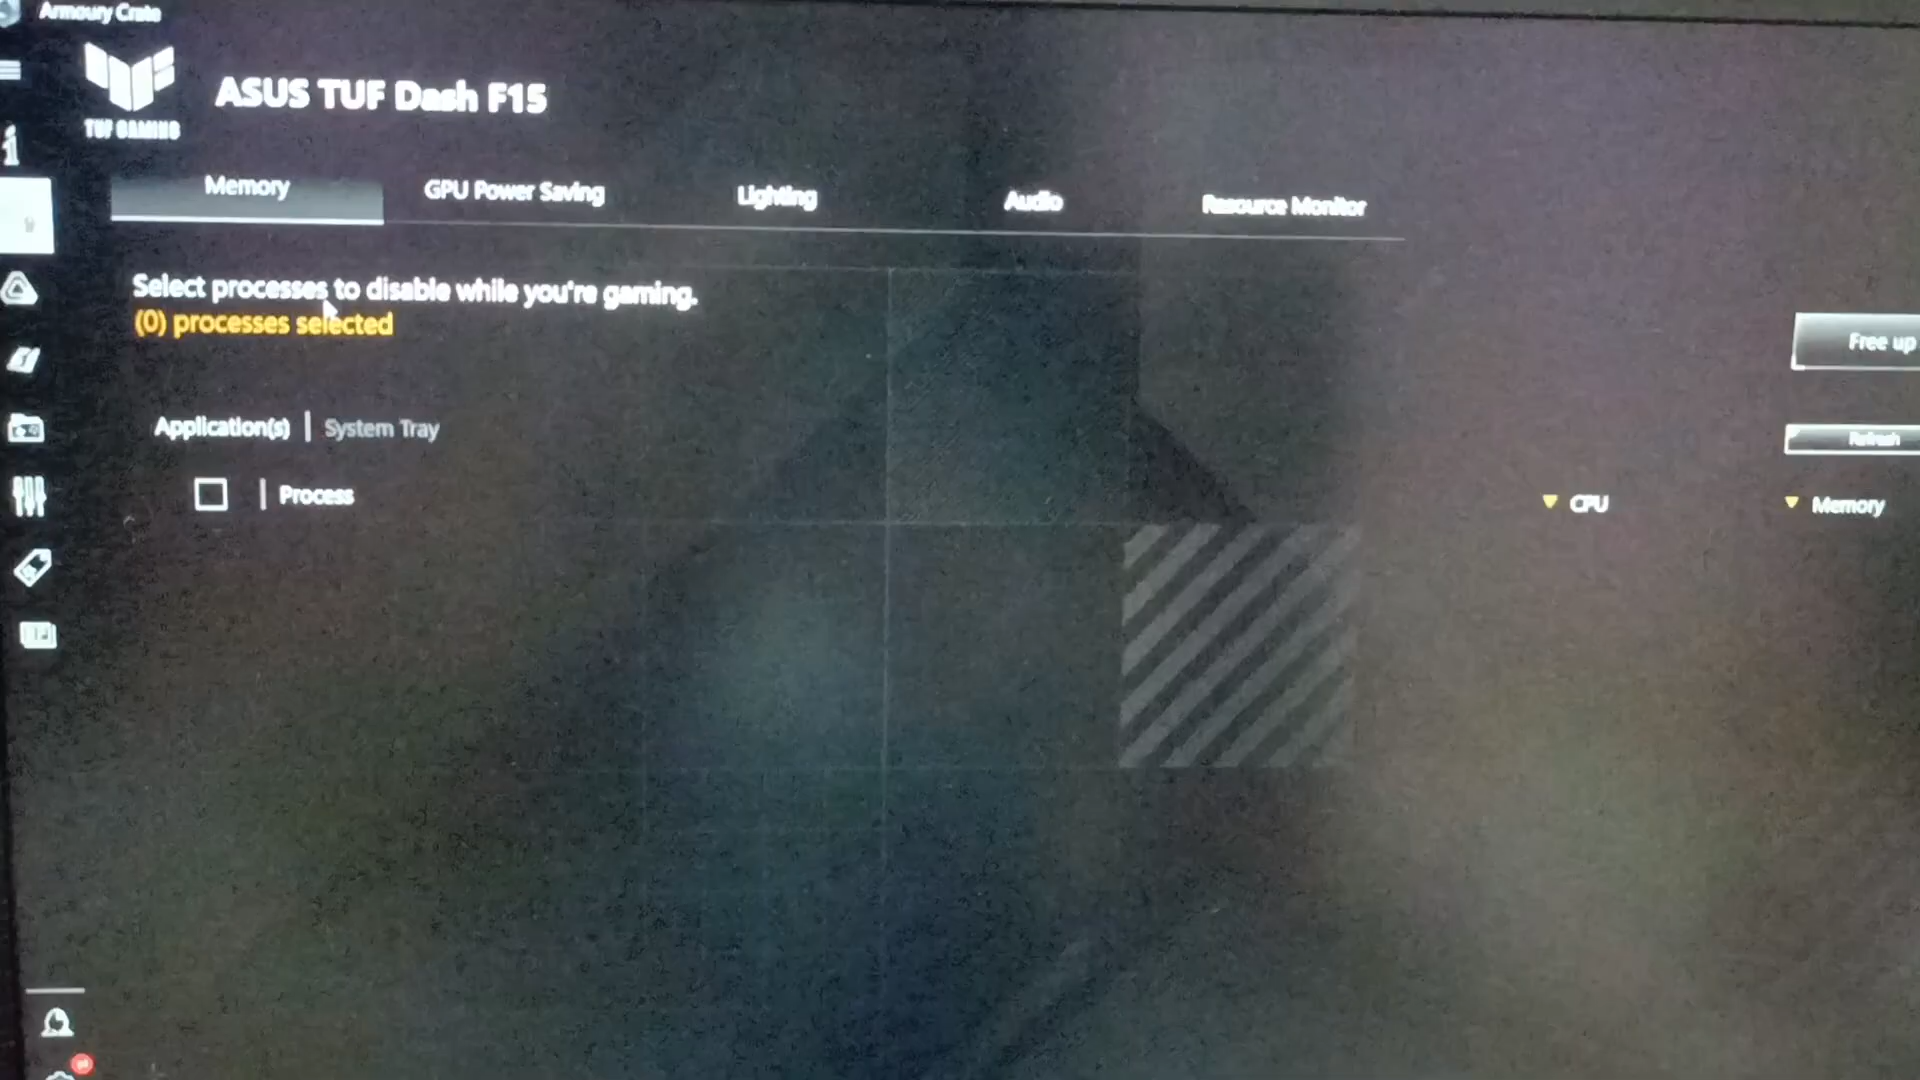 Armoury Crate
TUF GAMING
ASUS TUF Dash F15
Memory
GPU Power Saving
Lighting
Audio
Resource Monitor
Select processes to disable while you're gaming.
(0) processes selected
Free up
Application(s) | System Tray
Refresh
Process
CPU
Memory